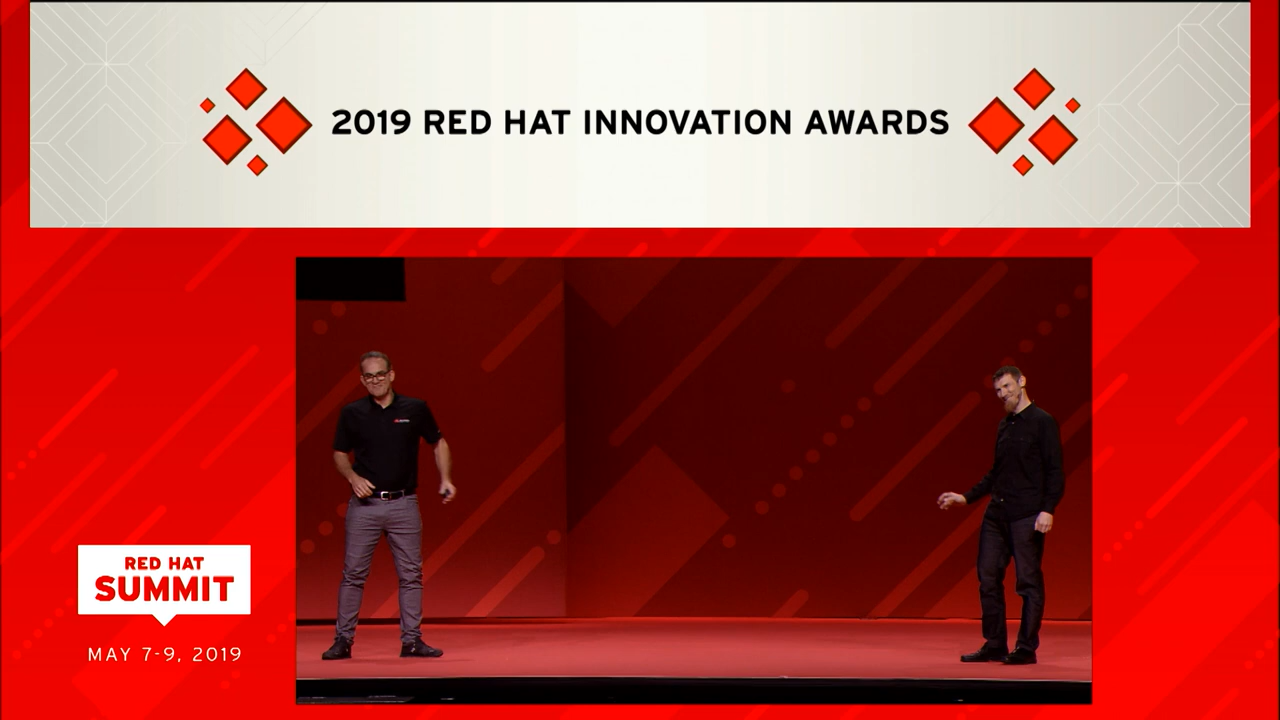 2019 RED HAT INNOVATION AWARDS
RED HAT
SUMMIT
MAY 7-9, 2019